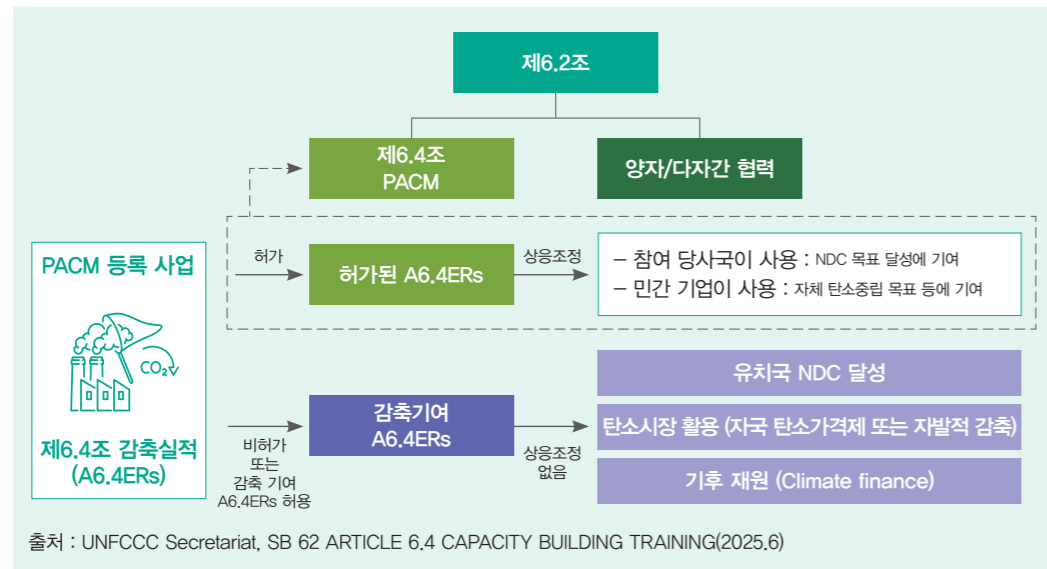 제6.2조
제6.4조
PACM
양자/다자간 협력
PACM 등록 사업
CO₂
제6.4조 감축실적
(A6.4ERs)
허가
허가된 A6.4ERs
상응조정
– 참여 당사국이 사용 : NDC 목표 달성에 기여
– 민간 기업이 사용 : 자체 탄소중립 목표 등에 기여
비허가
또는
감축 기여
A6.4ERs 허용
감축기여
A6.4ERs
상응조정
없음
유치국 NDC 달성
탄소시장 활용 (자국 탄소가격제 또는 자발적 감축)
기후 재원 (Climate finance)
출처 : UNFCCC Secretariat, SB 62 ARTICLE 6.4 CAPACITY BUILDING TRAINING(2025.6)